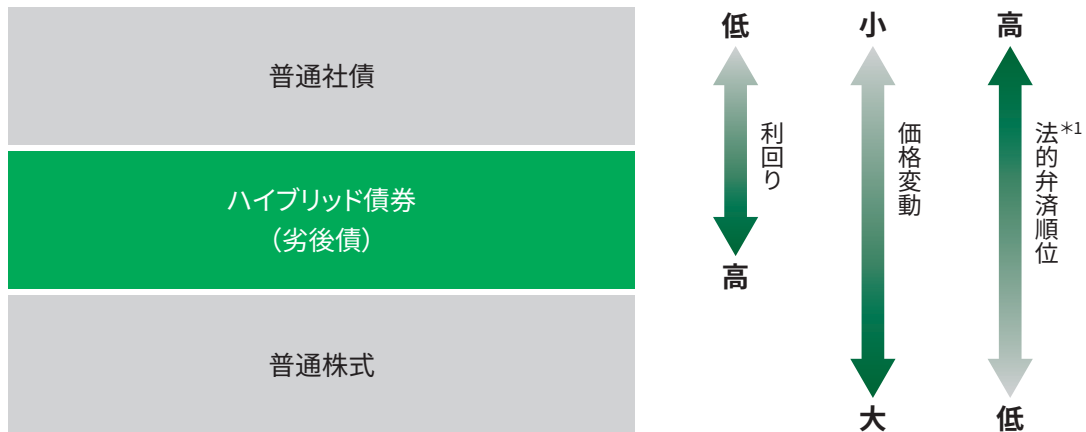 普通社債
ハイブリッド債券
（劣後債）
普通株式
低
利回り
高
小
価格変動
大
高
法的弁済順位*1
低